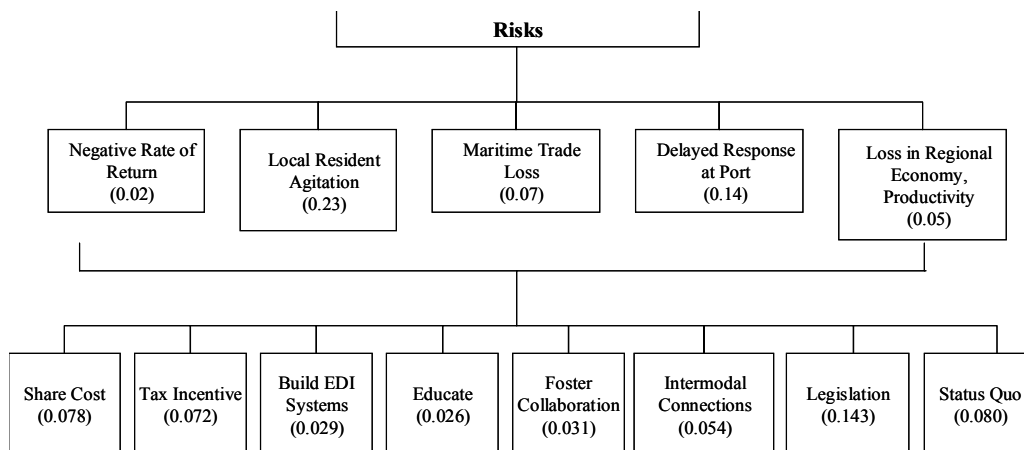 Risks
Negative Rate of
Return
(0.02)
Local Resident
Agitation
(0.23)
Maritime Trade
Loss
(0.07)
Delayed Response
at Port
(0.14)
Loss in Regional
Economy,
Productivity
(0.05)
Share Cost
(0.078)
Tax Incentive
(0.072)
Build EDI
Systems
(0.029)
Educate
(0.026)
Foster
Collaboration
(0.031)
Intermodal
Connections
(0.054)
Legislation
(0.143)
Status Quo
(0.080)